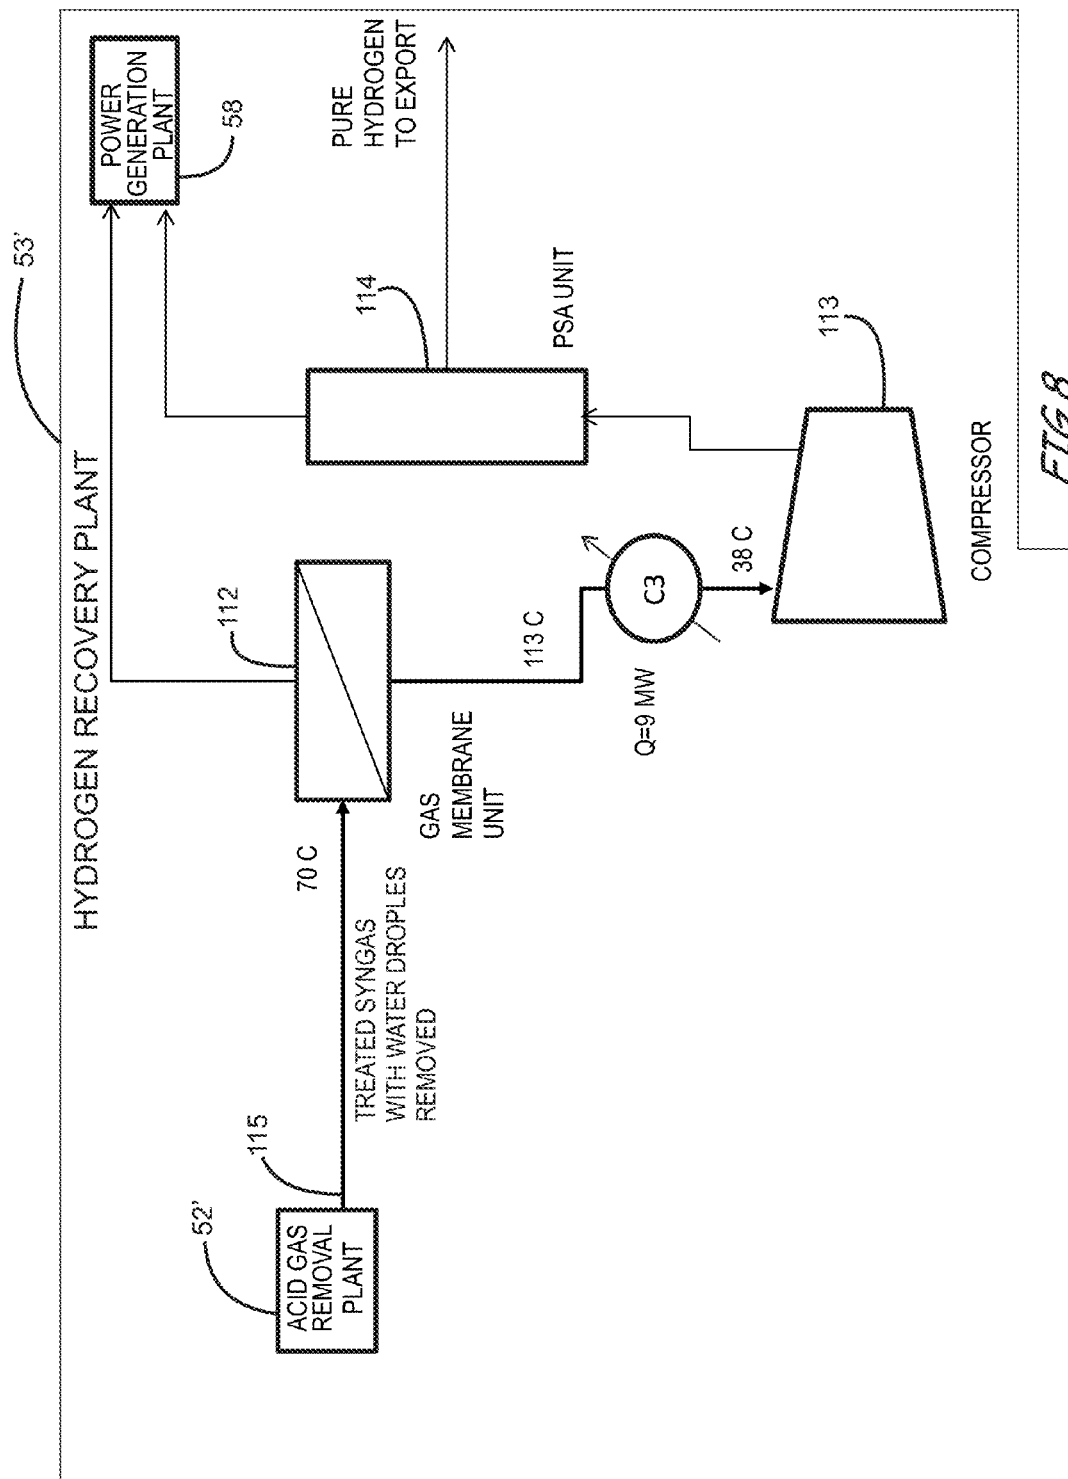 53'
HYDROGEN RECOVERY PLANT
POWER
GENERATION
PLANT
58
PURE
HYDROGEN
TO EXPORT
52'
ACID GAS
REMOVAL
PLANT
115
70 C
TREATED SYNGAS
WITH WATER DROPLES
REMOVED
112
GAS
MEMBRANE
UNIT
113 C
Q=9 MW
C3
38 C
114
PSA UNIT
113
COMPRESSOR
FIG 8